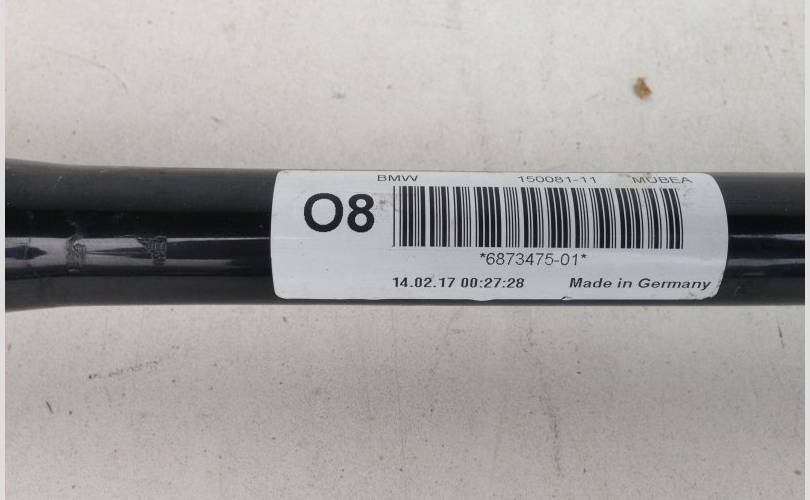 BMW 150081-11 MUBEA
O8
*6873475-01*
14.02.17 00:27:28 Made in Germany